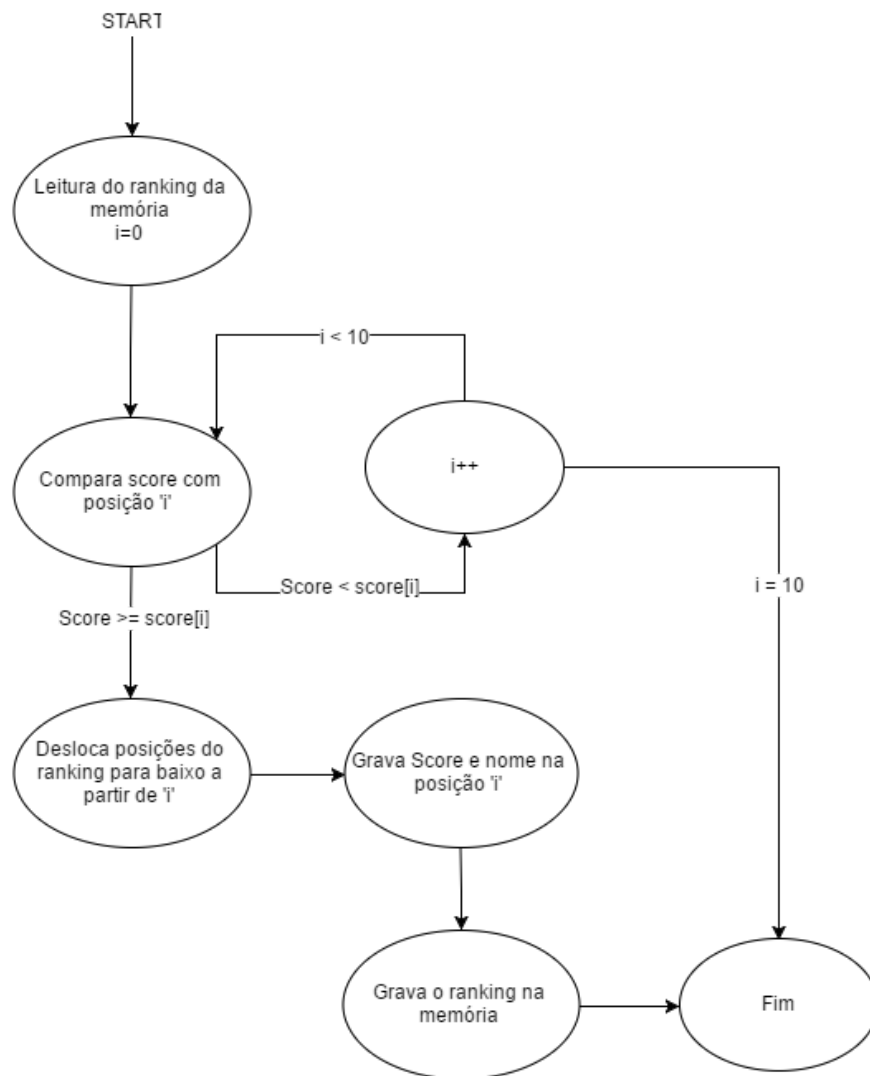 START
Leitura do ranking da
memória
i=0
i < 10
Compara score com
posição 'i'
i++
Score < score[i]
i = 10
Score >= score[i]
Desloca posições do
ranking para baixo a
partir de 'i'
Grava Score e nome na
posição 'i'
Grava o ranking na
memória
Fim